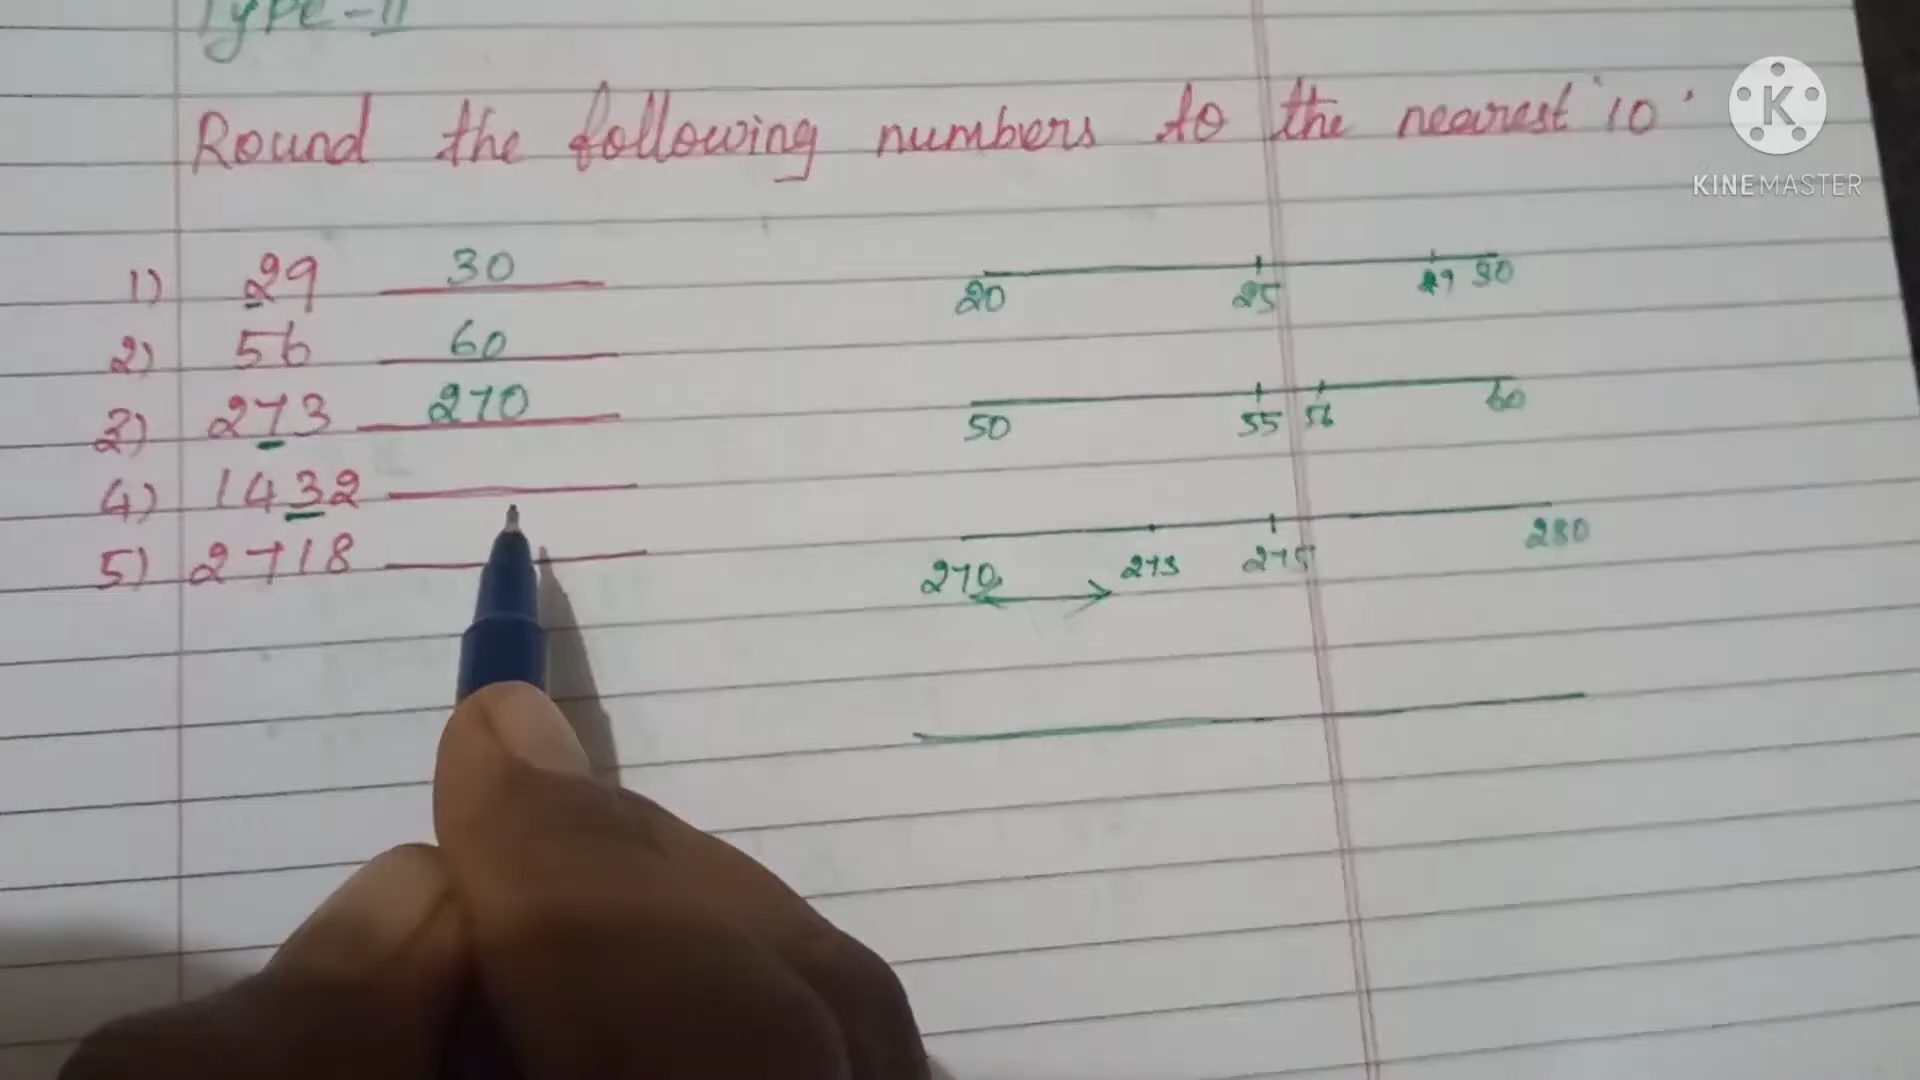 Type-II
Round the following numbers to the nearest '10'
KINEMASTER
1) 29 30
2) 56 60
3) 273 270
4) 1432
5) 2718
20 25 29 30
50 55 56 60
270 273 275 280